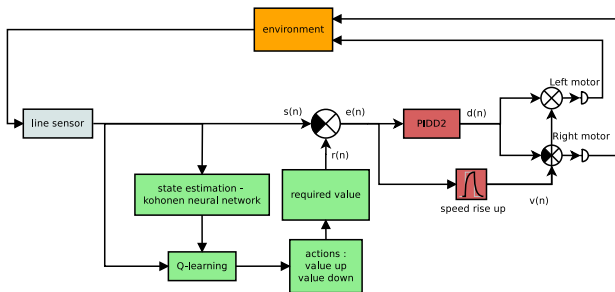 environment
Left motor
line sensor
s(n)
e(n)
PIDD2
d(n)
r(n)
Right motor
state estimation -
kohonen neural network
required value
speed rise up
v(n)
Q-learning
actions :
value up
value down